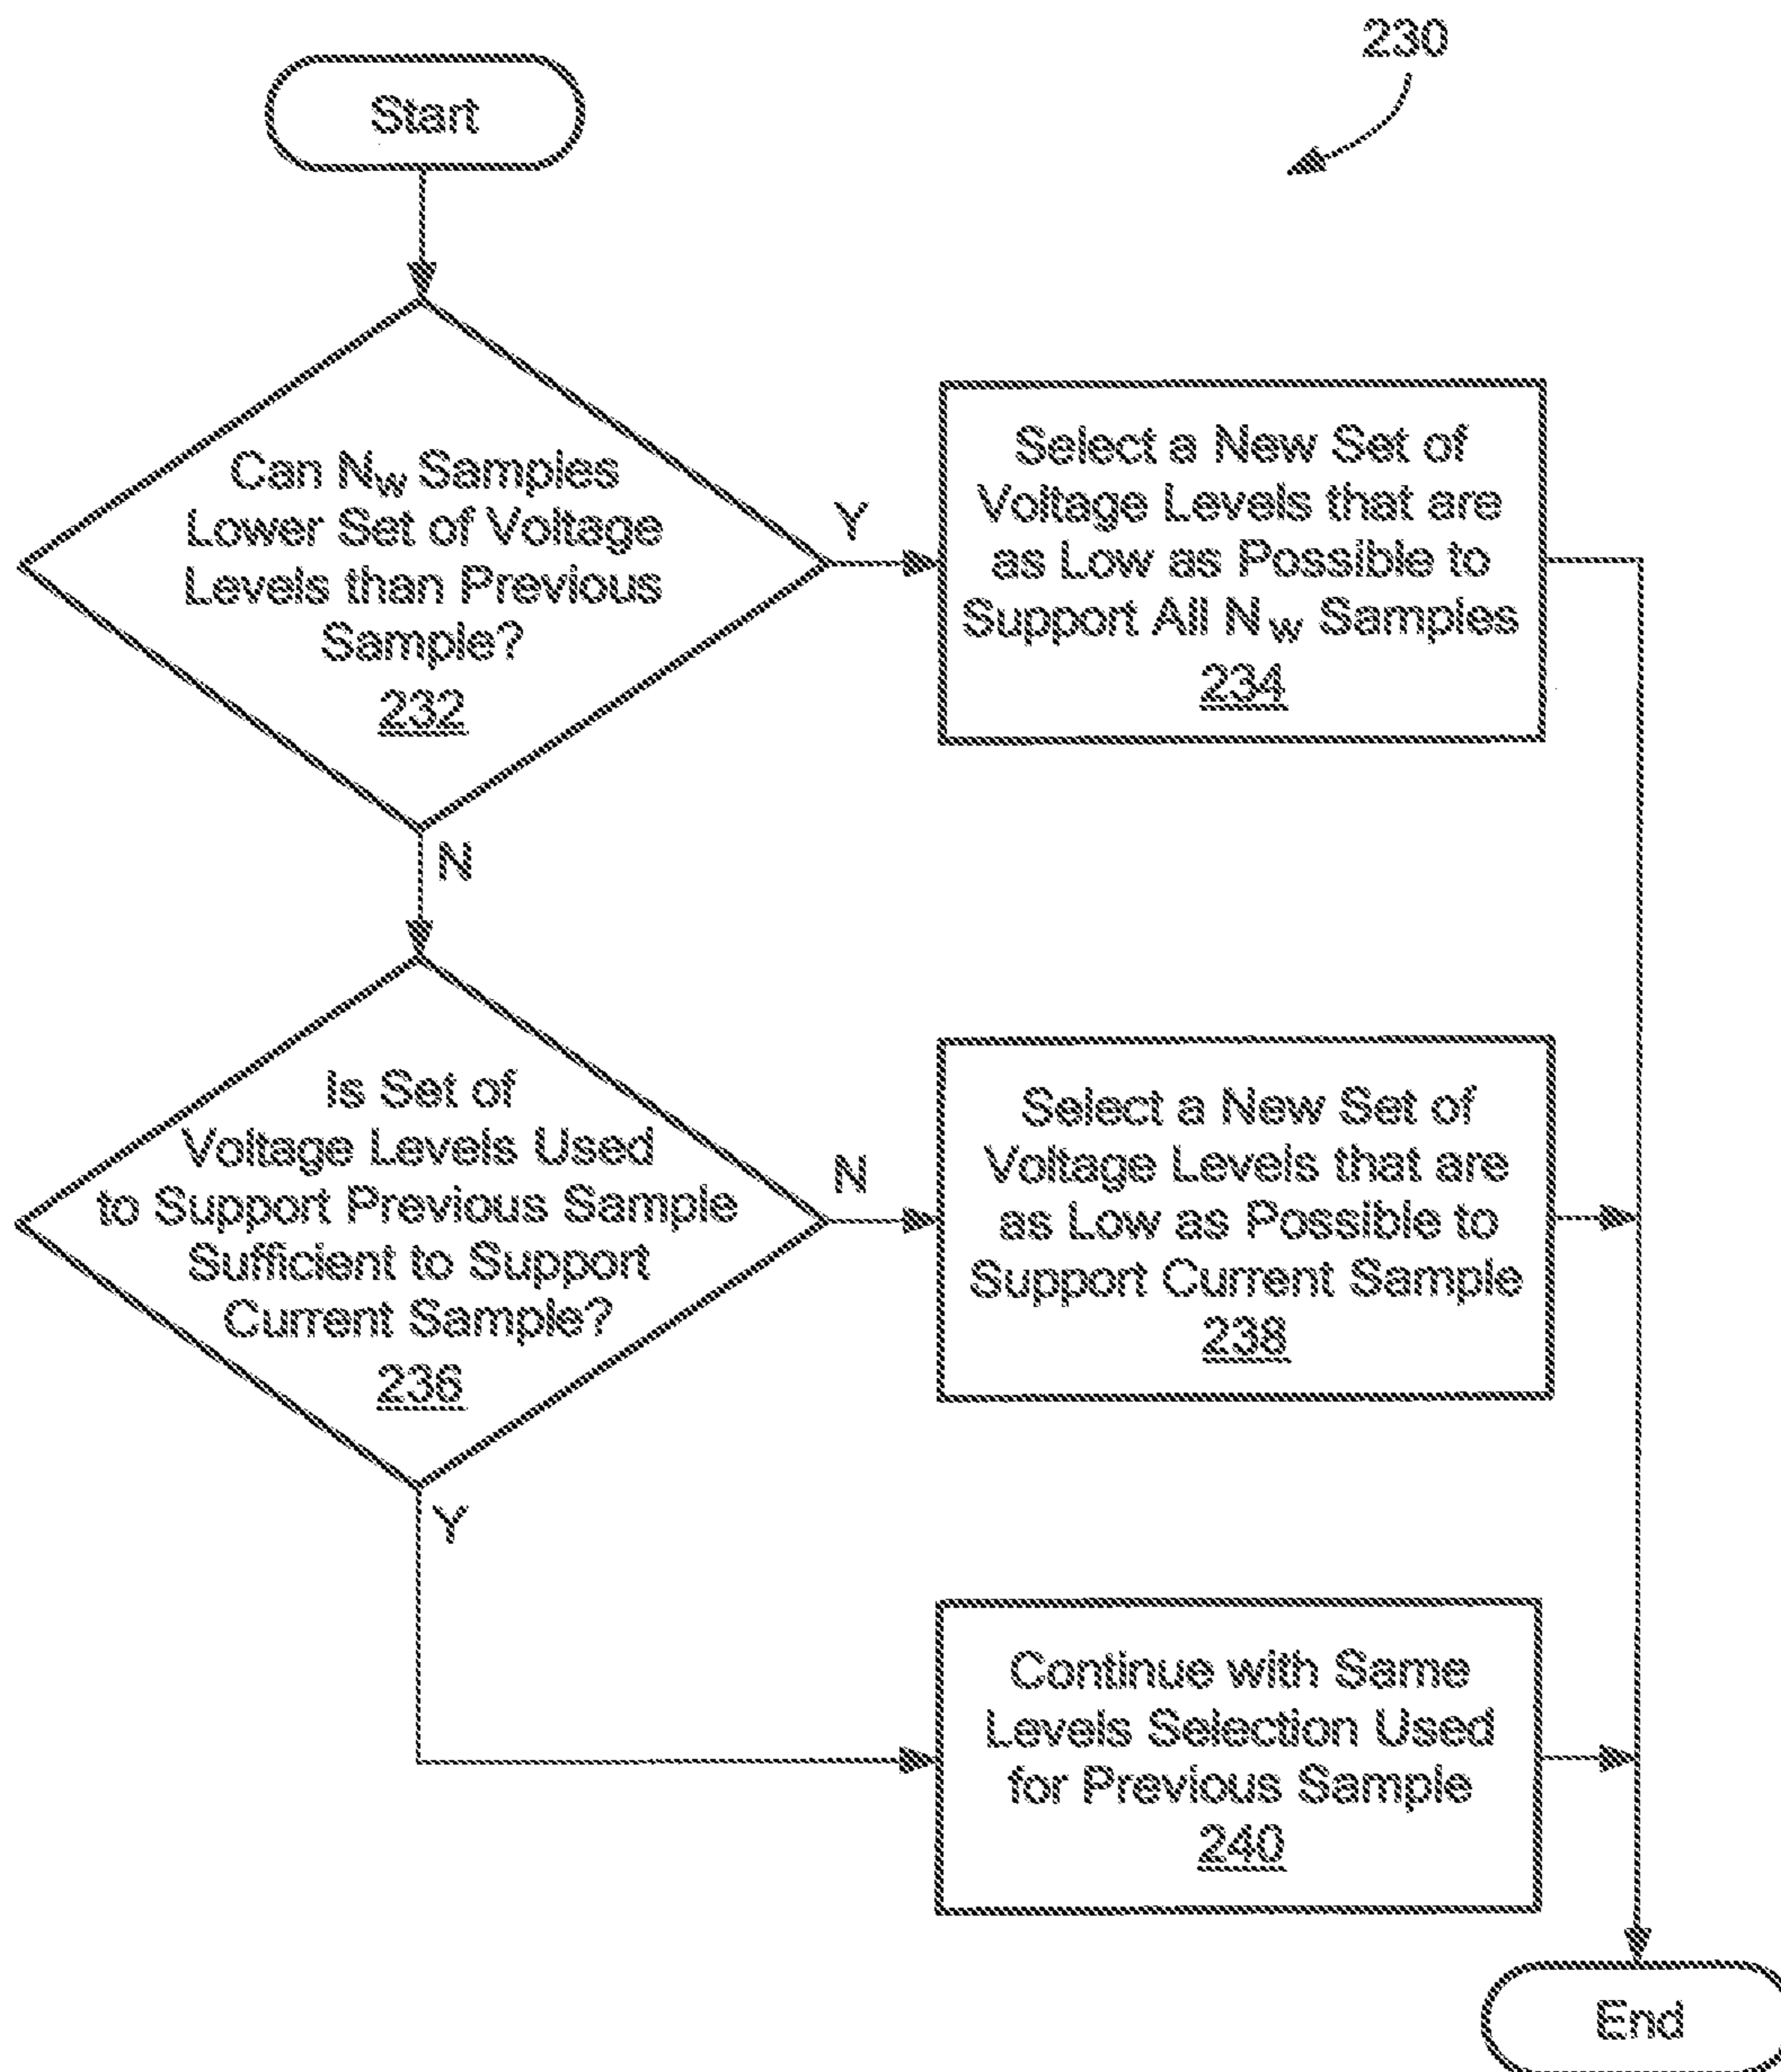 230
Start
Can Nw Samples
Lower Set of Voltage
Levels than Previous
Sample?
232
Y
Select a New Set of
Voltage Levels that are
as Low as Possible to
Support All Nw Samples
234
N
Is Set of
Voltage Levels Used
to Support Previous Sample
Sufficient to Support
Current Sample?
236
N
Select a New Set of
Voltage Levels that are
as Low as Possible to
Support Current Sample
238
Y
Continue with Same
Levels Selection Used
for Previous Sample
240
End